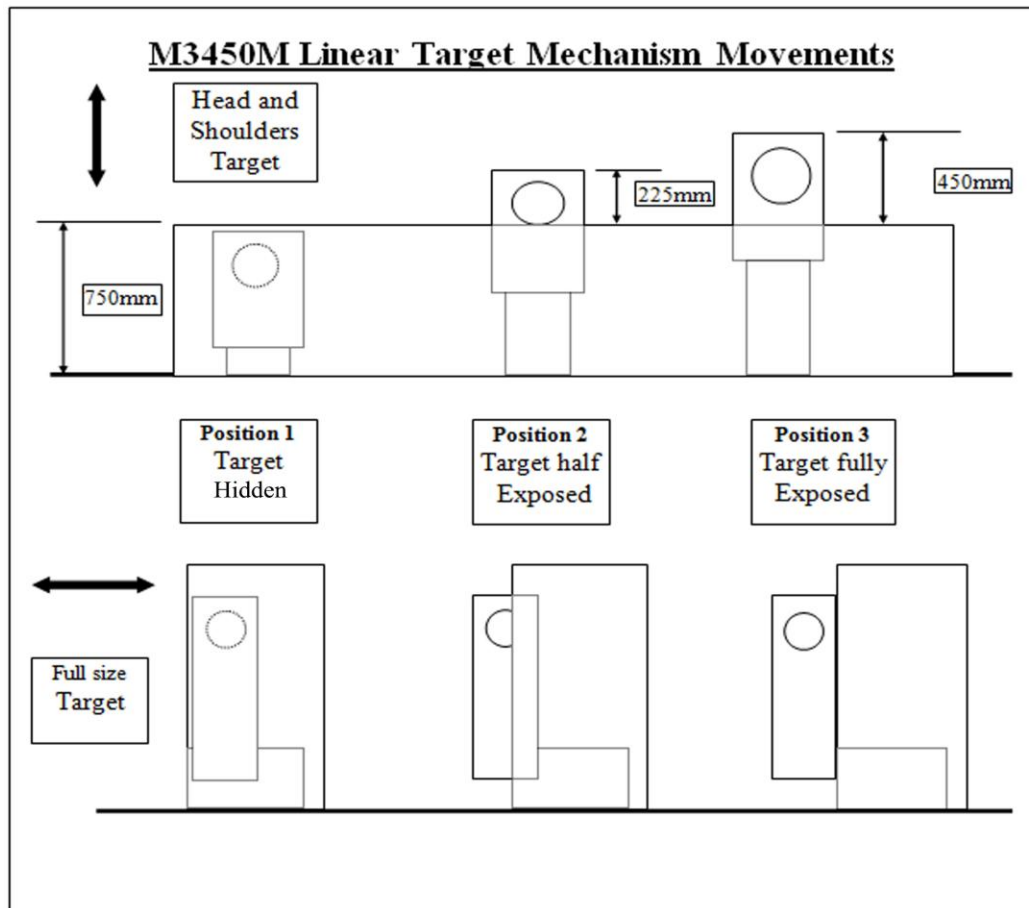 M3450M Linear Target Mechanism Movements
Head and
Shoulders
Target
225mm
450mm
750mm
Position 1
Target
Hidden
Position 2
Target half
Exposed
Position 3
Target fully
Exposed
Full size
Target